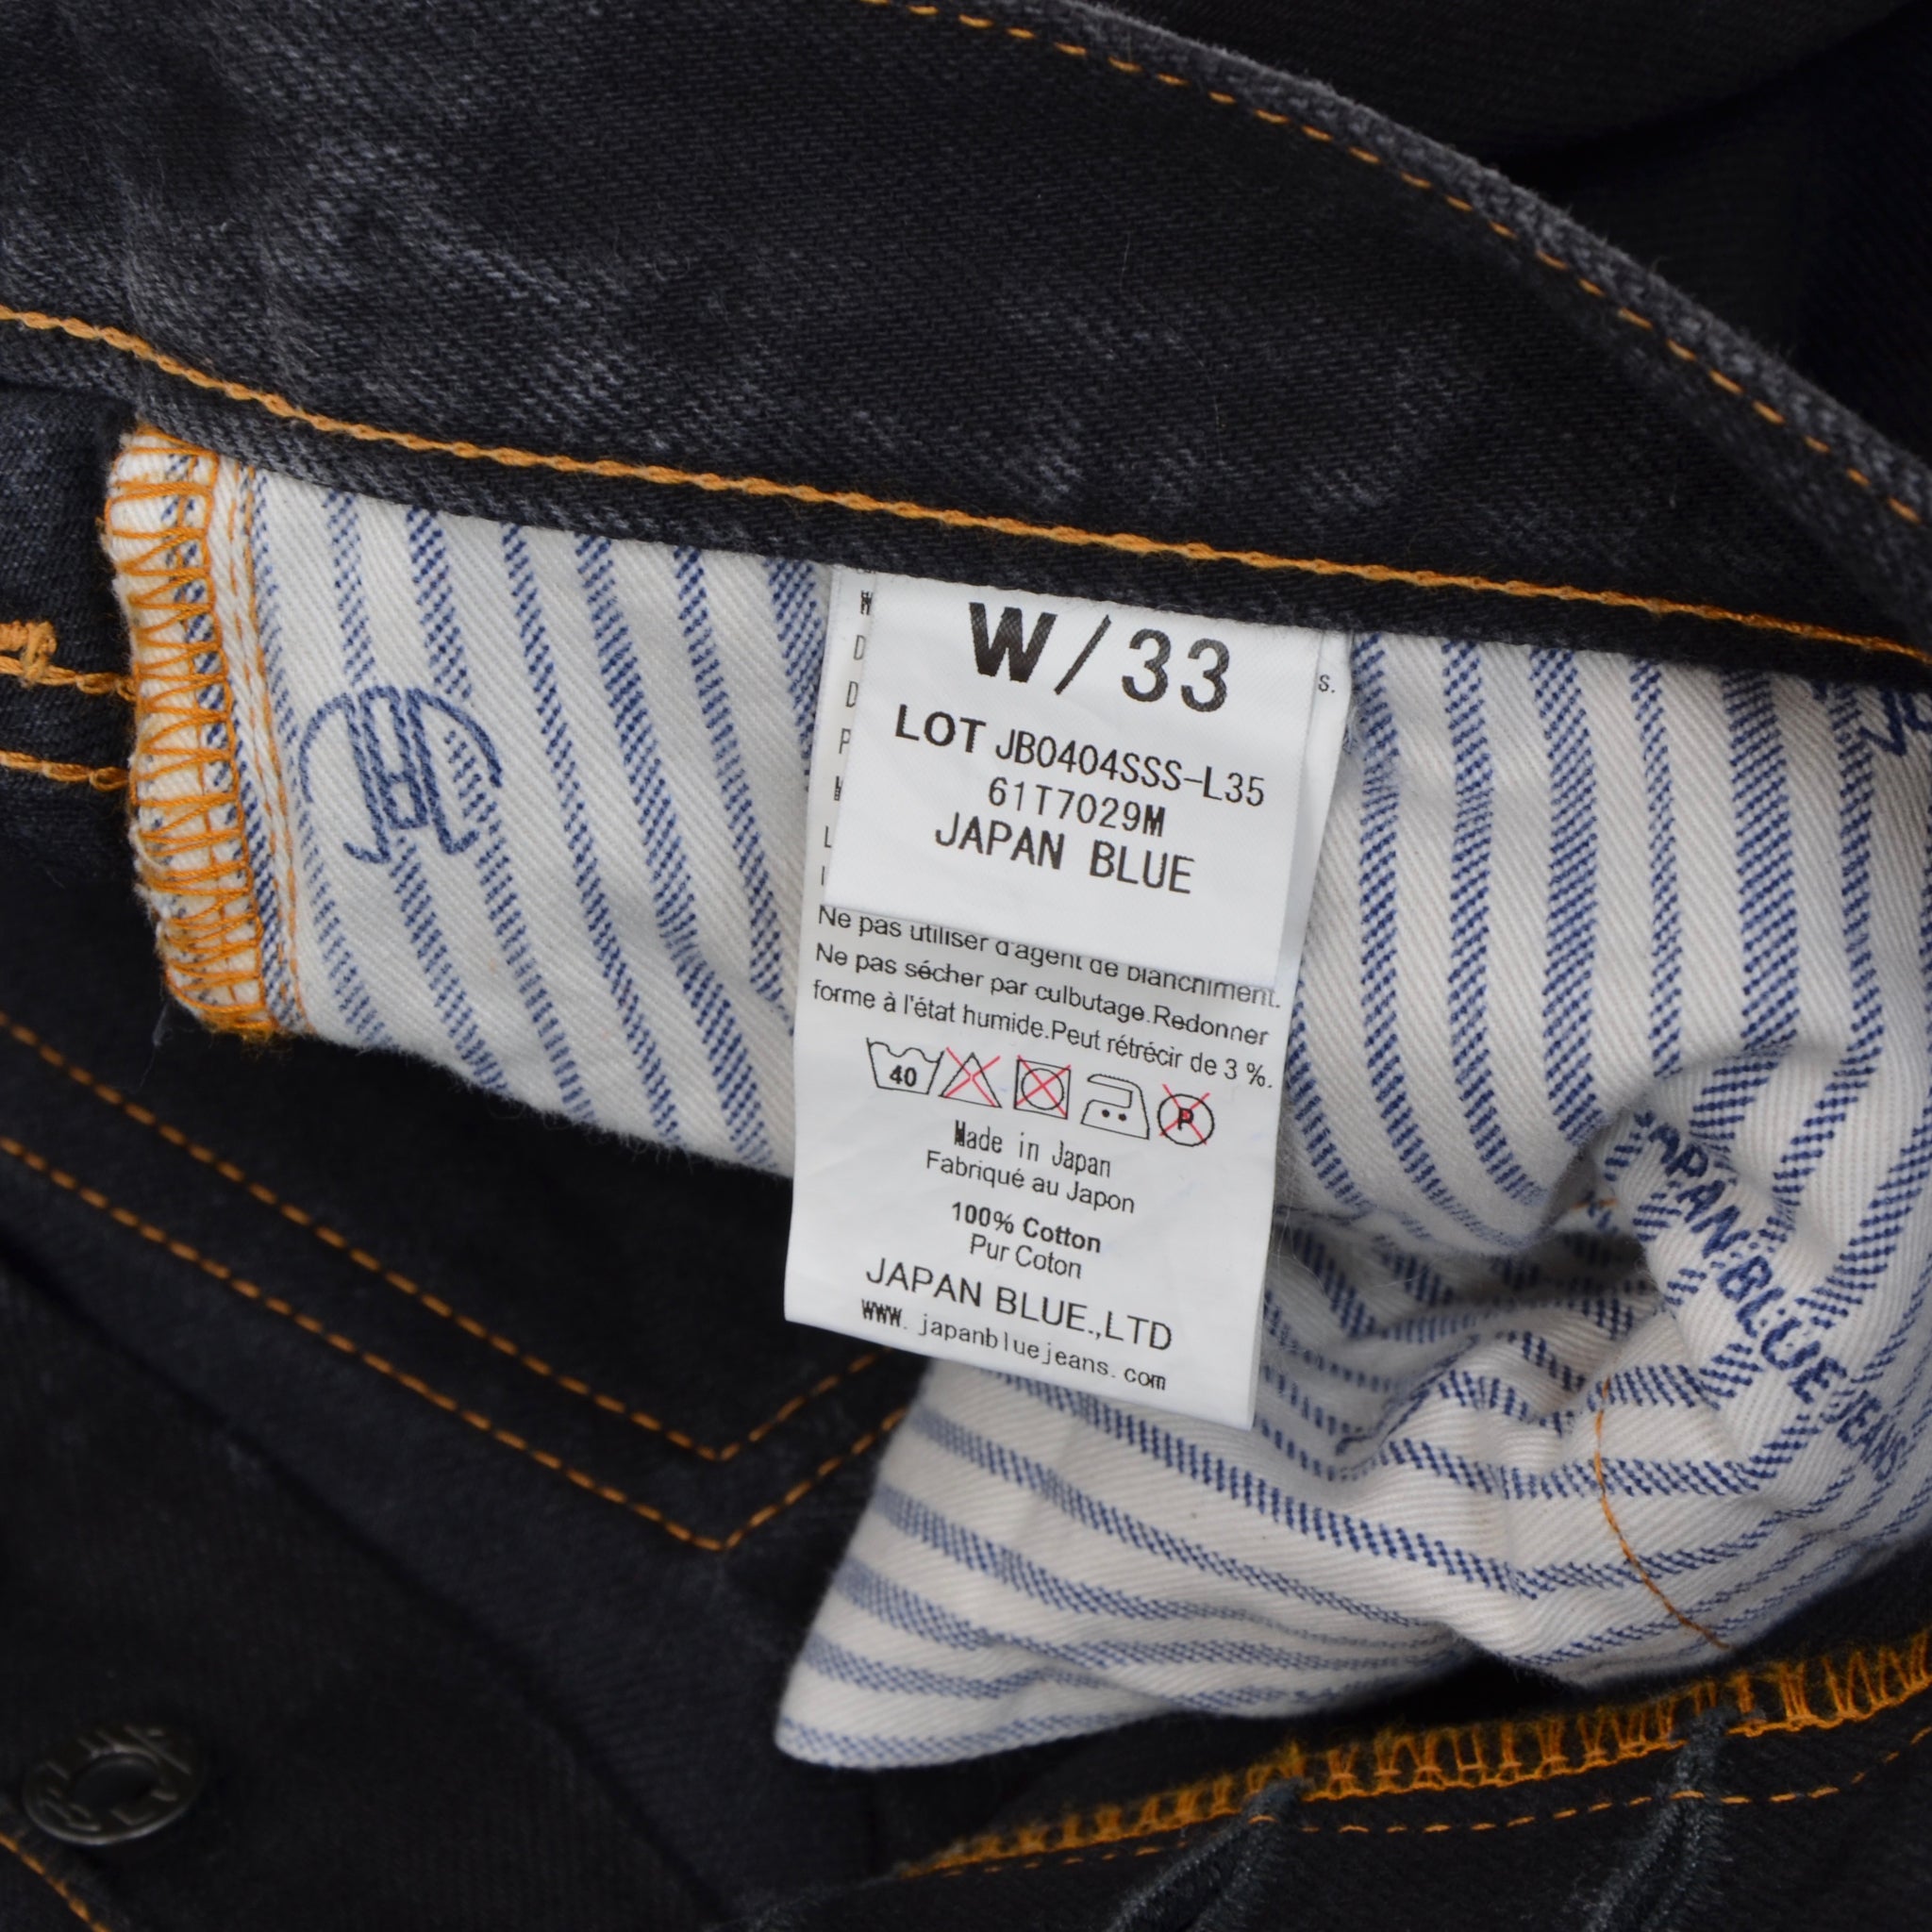 W/33
LOT JB0404SSS-L35
61T7029M
JAPAN BLUE
s.
Ne pas utiliser d'agent de blanchiment.
Ne pas sécher par culbutage.Redonner
forme à l'état humide.Peut rétrécir de 3 %.
40
P
Made in Japan
Fabriqué au Japon
100% Cotton
Pur Coton
JAPAN BLUE.,LTD
www.japanbluejeans.com
JAPAN BLUE JEANS